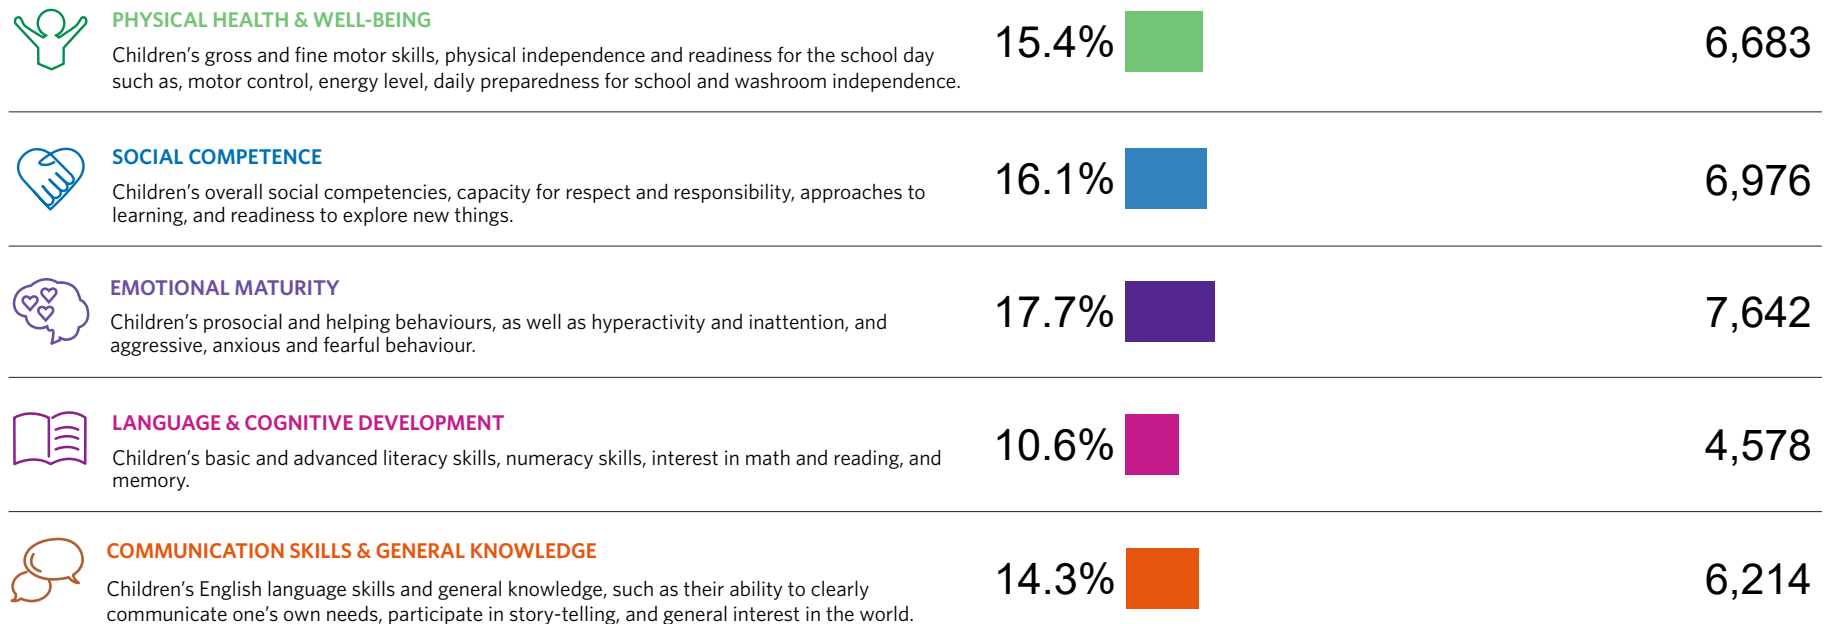 PHYSICAL HEALTH & WELL-BEING
Children's gross and fine motor skills, physical independence and readiness for the school day
such as, motor control, energy level, daily preparedness for school and washroom independence.
15.4%
6,683
SOCIAL COMPETENCE
Children's overall social competencies, capacity for respect and responsibility, approaches to
learning, and readiness to explore new things.
16.1%
6,976
EMOTIONAL MATURITY
Children's prosocial and helping behaviours, as well as hyperactivity and inattention, and
aggressive, anxious and fearful behaviour.
17.7%
7,642
LANGUAGE & COGNITIVE DEVELOPMENT
Children's basic and advanced literacy skills, numeracy skills, interest in math and reading, and
memory.
10.6%
4,578
COMMUNICATION SKILLS & GENERAL KNOWLEDGE
Children's English language skills and general knowledge, such as their ability to clearly
communicate one's own needs, participate in story-telling, and general interest in the world.
14.3%
6,214